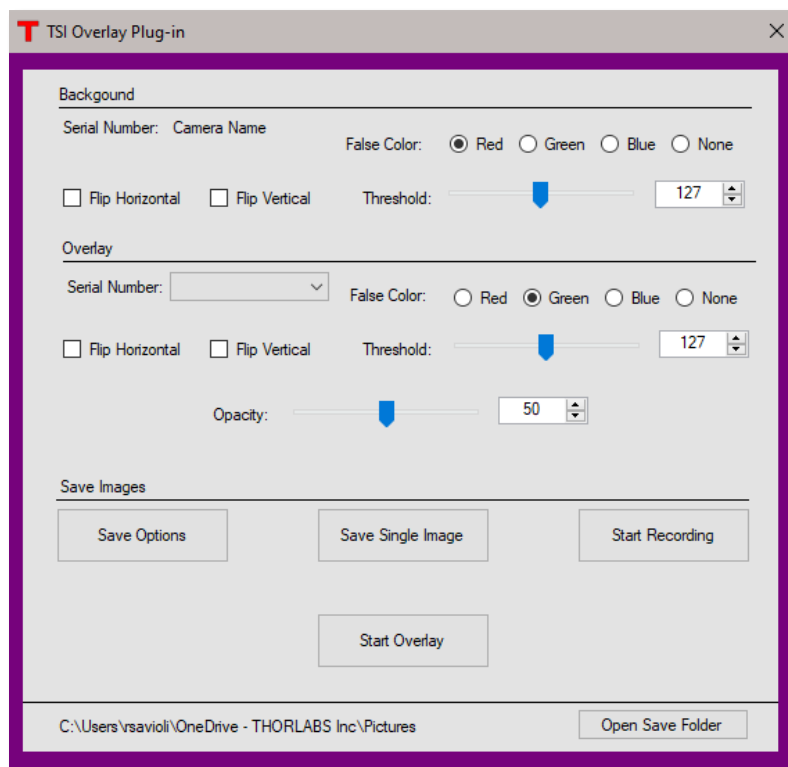 TSI Overlay Plug-in
Backgound
Serial Number: Camera Name
False Color: Red Green Blue None
Flip Horizontal Flip Vertical Threshold: 127
Overlay
Serial Number: False Color: Red Green Blue None
Flip Horizontal Flip Vertical Threshold: 127
Opacity: 50
Save Images
Save Options Save Single Image Start Recording
Start Overlay
C:\Users\rsavioli\OneDrive - THORLABS Inc\Pictures Open Save Folder